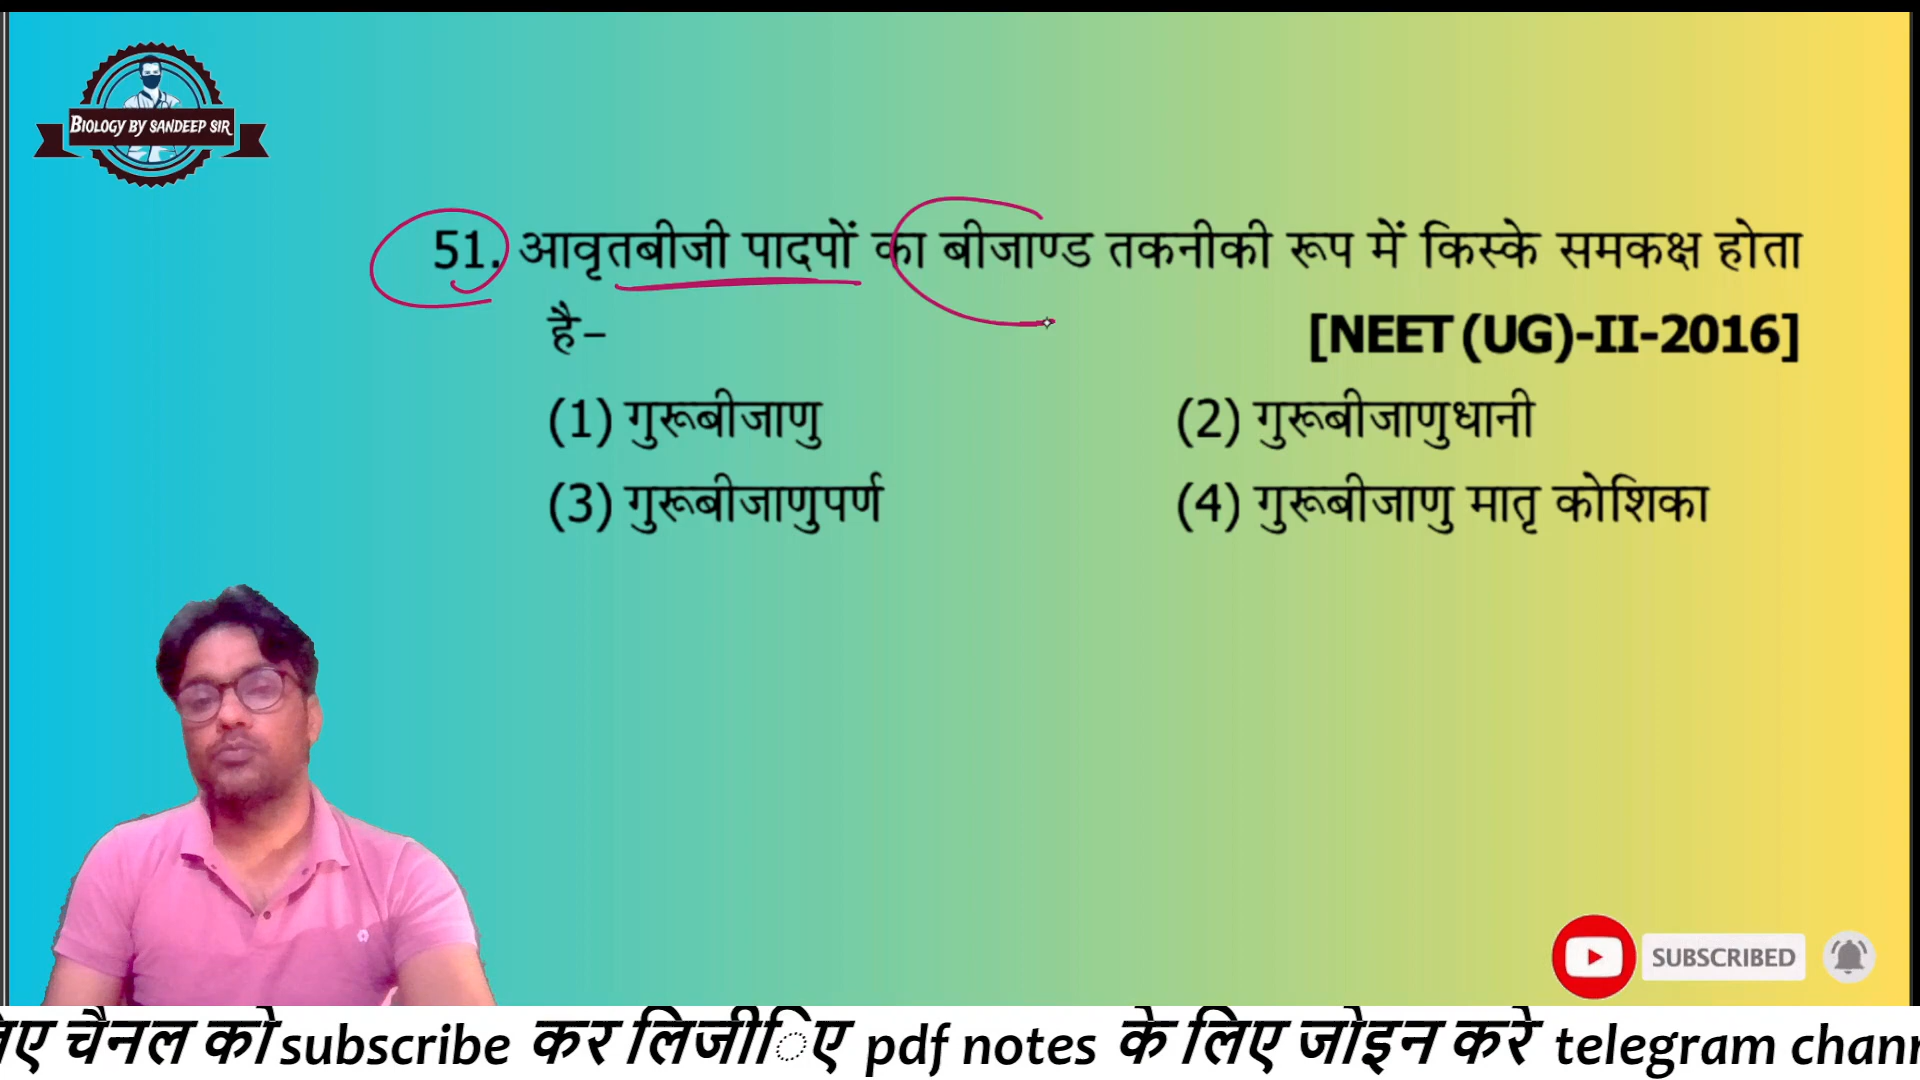 BIOLOGY BY SANDEEP SIR
51. आवृतबीजी पादपों का बीजाण्ड तकनीकी रूप में किस्के समकक्ष होता
है– [NEET (UG)-II-2016]
(1) गुरूबीजाणु (2) गुरूबीजाणुधानी
(3) गुरूबीजाणुपर्ण (4) गुरूबीजाणु मातृ कोशिका
SUBSCRIBED
चैनल को subscribe कर लिजीिए pdf notes के लिए जोइन करे telegram